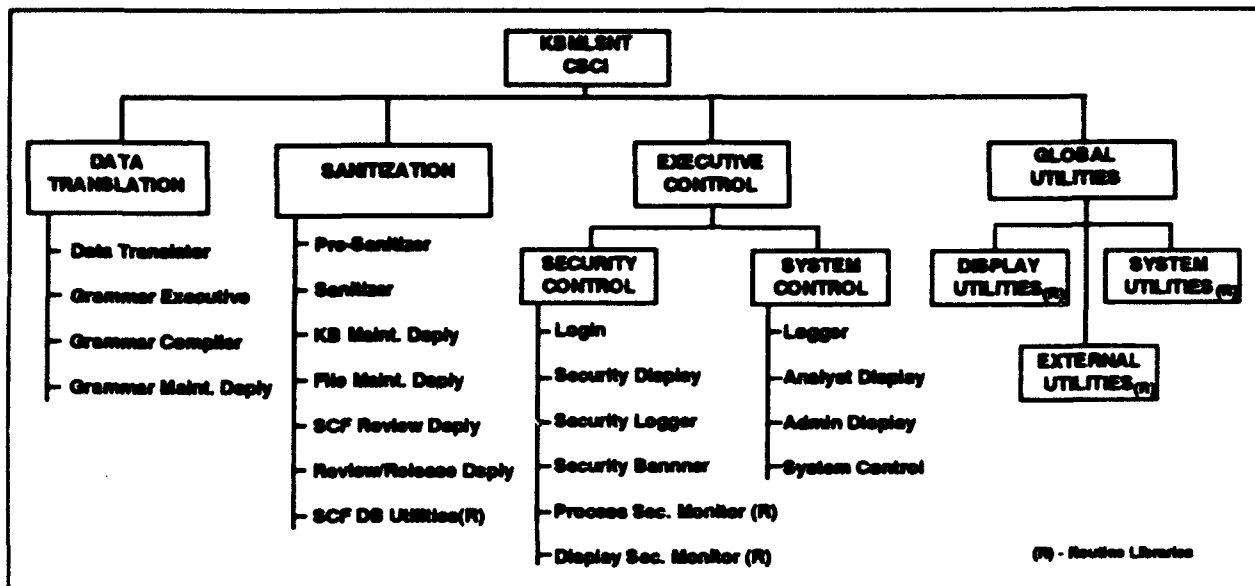 KBMLSNT
CSCI
DATA
TRANSLATION
Data Translator
Grammar Executive
Grammar Compiler
Grammar Maint. Dsply
SANITIZATION
Pre-Sanitizer
Sanitizer
KB Maint. Dsply
File Maint. Dsply
SCF Review Dsply
Review/Release Dsply
SCF DB Utilities(R)
EXECUTIVE
CONTROL
SECURITY
CONTROL
Login
Security Display
Security Logger
Security Bannner
Process Sec. Monitor (R)
Display Sec. Monitor (R)
SYSTEM
CONTROL
Logger
Analyst Display
Admin Display
System Control
GLOBAL
UTILITIES
DISPLAY
UTILITIES(R)
SYSTEM
UTILITIES(R)
EXTERNAL
UTILITIES(R)
(R) - Routine Libraries